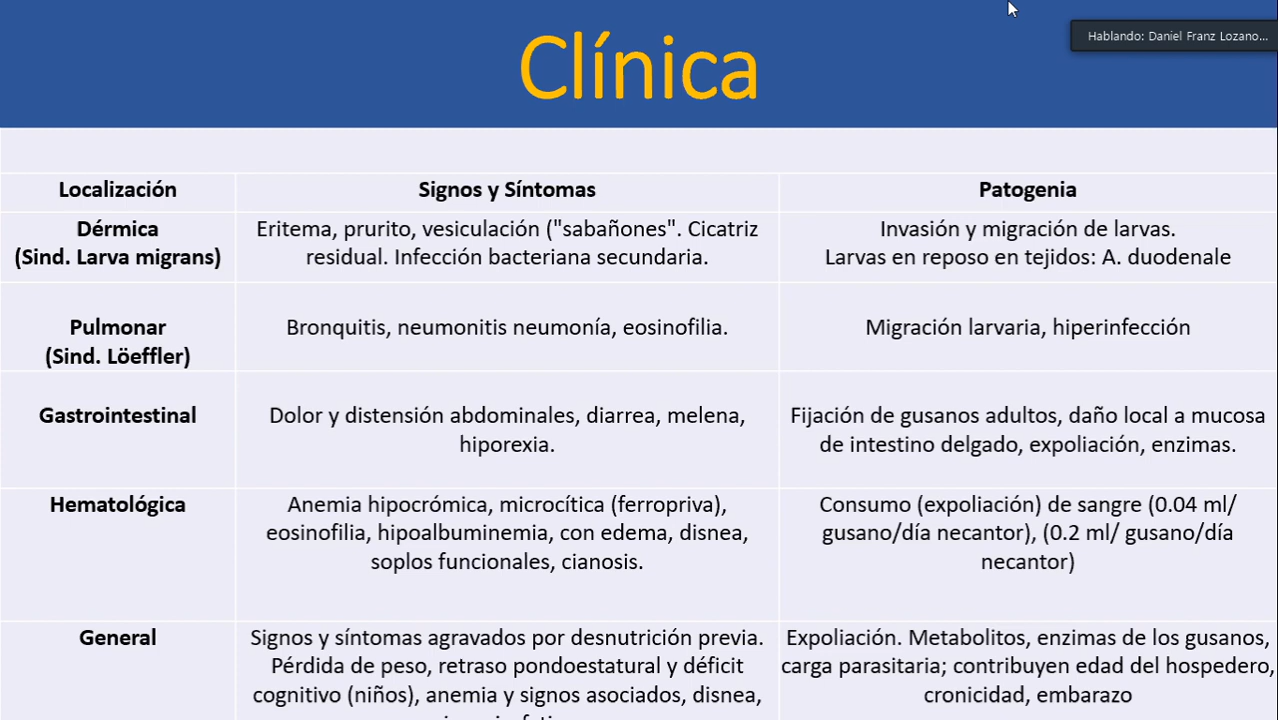 Clínica
Hablando: Daniel Franz Lozano...
Localización
Signos y Síntomas
Patogenia
Dérmica
(Sind. Larva migrans)
Eritema, prurito, vesiculación ("sabañones". Cicatriz
residual. Infección bacteriana secundaria.
Invasión y migración de larvas.
Larvas en reposo en tejidos: A. duodenale
Pulmonar
(Sind. Löeffler)
Bronquitis, neumonitis neumonía, eosinofilia.
Migración larvaria, hiperinfección
Gastrointestinal
Dolor y distensión abdominales, diarrea, melena,
hiporexia.
Fijación de gusanos adultos, daño local a mucosa
de intestino delgado, expoliación, enzimas.
Hematológica
Anemia hipocrómica, microcítica (ferropriva),
eosinofilia, hipoalbuminemia, con edema, disnea,
soplos funcionales, cianosis.
Consumo (expoliación) de sangre (0.04 ml/
gusano/día necantor), (0.2 ml/ gusano/día
necantor)
General
Signos y síntomas agravados por desnutrición previa.
Pérdida de peso, retraso pondoestatural y déficit
cognitivo (niños), anemia y signos asociados, disnea,
Expoliación. Metabolitos, enzimas de los gusanos,
carga parasitaria; contribuyen edad del hospedero,
cronicidad, embarazo